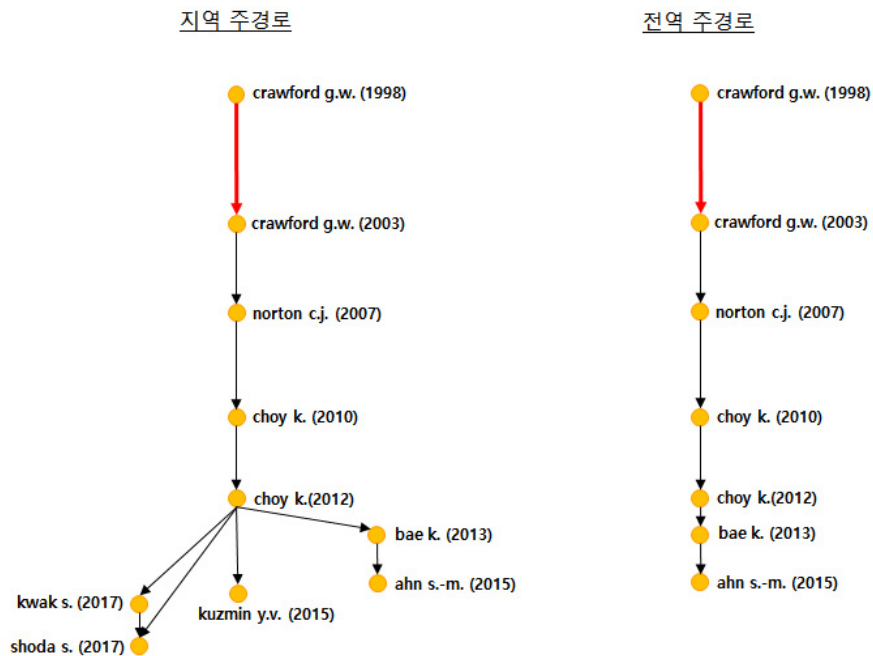 지역 주경로
crawford g.w. (1998)
crawford g.w. (2003)
norton c.j. (2007)
choy k. (2010)
choy k.(2012)
bae k. (2013)
ahn s.-m. (2015)
kwak s. (2017)
kuzmin y.v. (2015)
shoda s. (2017)
전역 주경로
crawford g.w. (1998)
crawford g.w. (2003)
norton c.j. (2007)
choy k. (2010)
choy k.(2012)
bae k. (2013)
ahn s.-m. (2015)